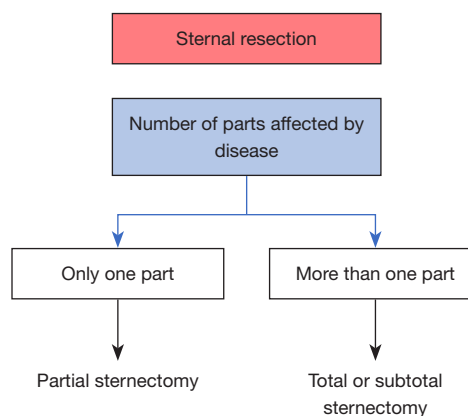 Sternal resection
Number of parts affected by
disease
Only one part
More than one part
Partial sternectomy
Total or subtotal
sternectomy